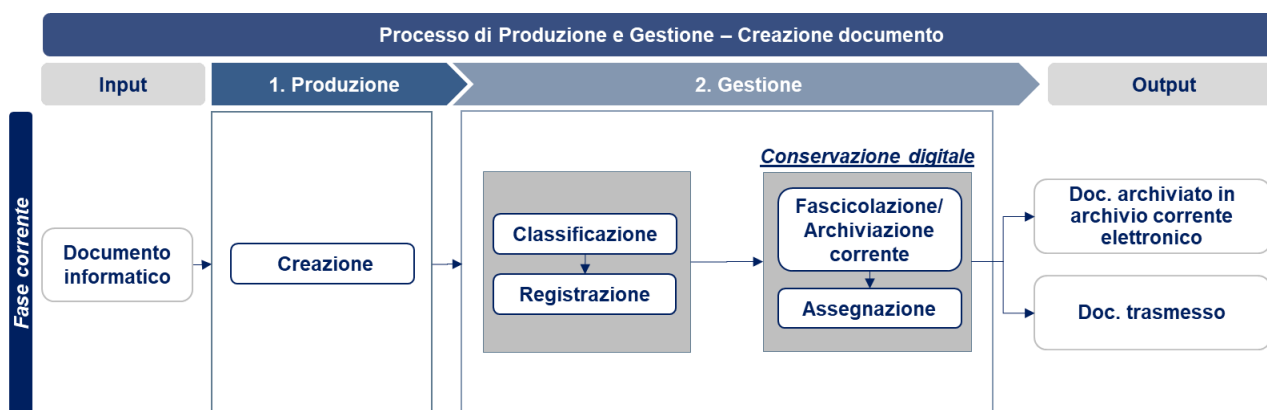 Processo di Produzione e Gestione – Creazione documento
Input
1. Produzione
2. Gestione
Output
Fase corrente
Documento
informatico
Creazione
Classificazione
Registrazione
Conservazione digitale
Fascicolazione/
Archiviazione
corrente
Assegnazione
Doc. archiviato in
archivio corrente
elettronico
Doc. trasmesso